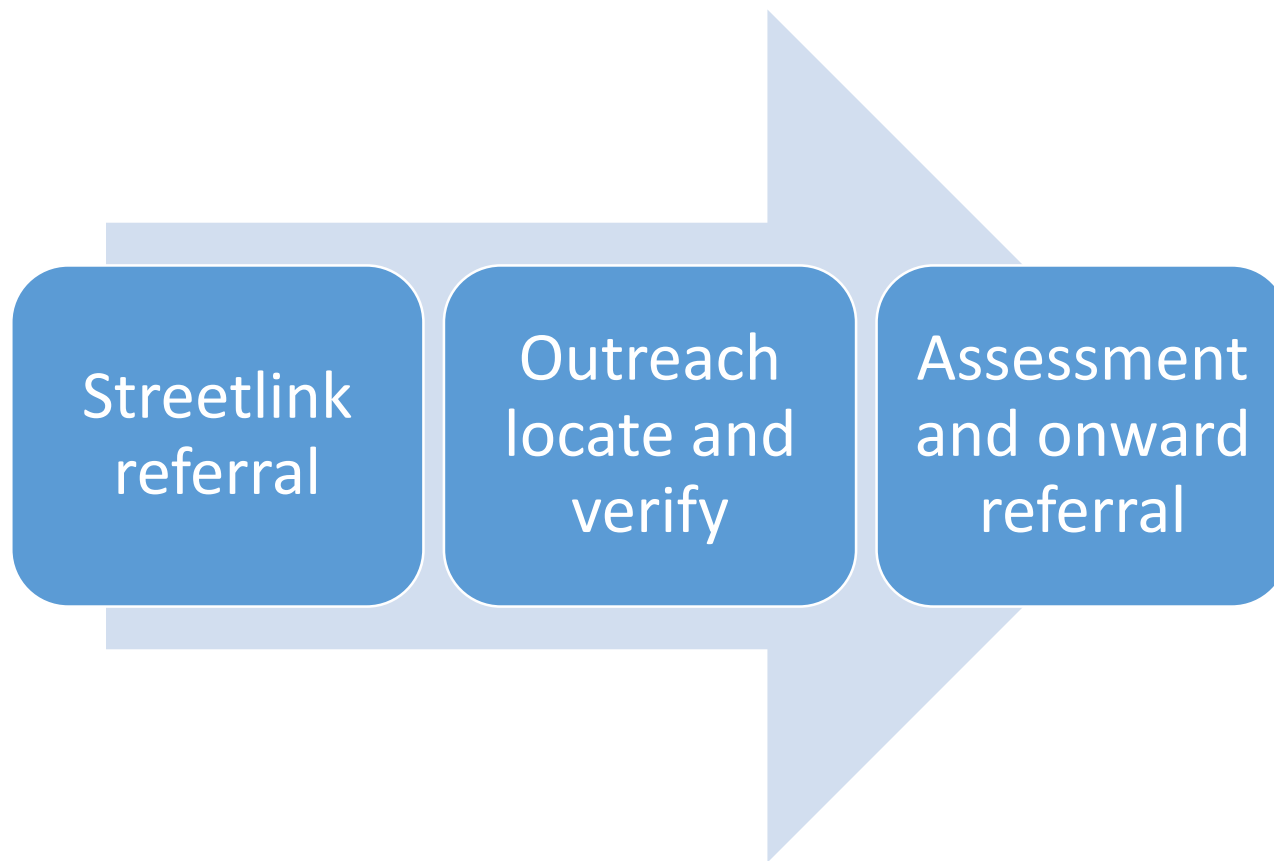 Streetlink
referral
Outreach
locate and
verify
Assessment
and onward
referral